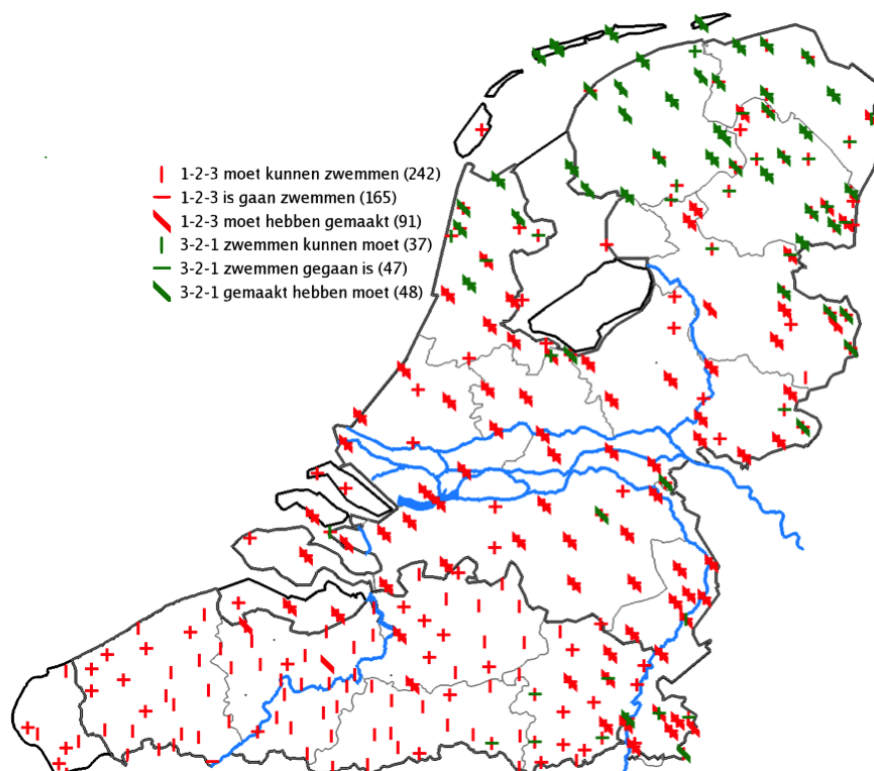 1-2-3 moet kunnen zwemmen (242)
1-2-3 is gaan zwemmen (165)
1-2-3 moet hebben gemaakt (91)
3-2-1 zwemmen kunnen moet (37)
3-2-1 zwemmen gegaan is (47)
3-2-1 gemaakt hebben moet (48)